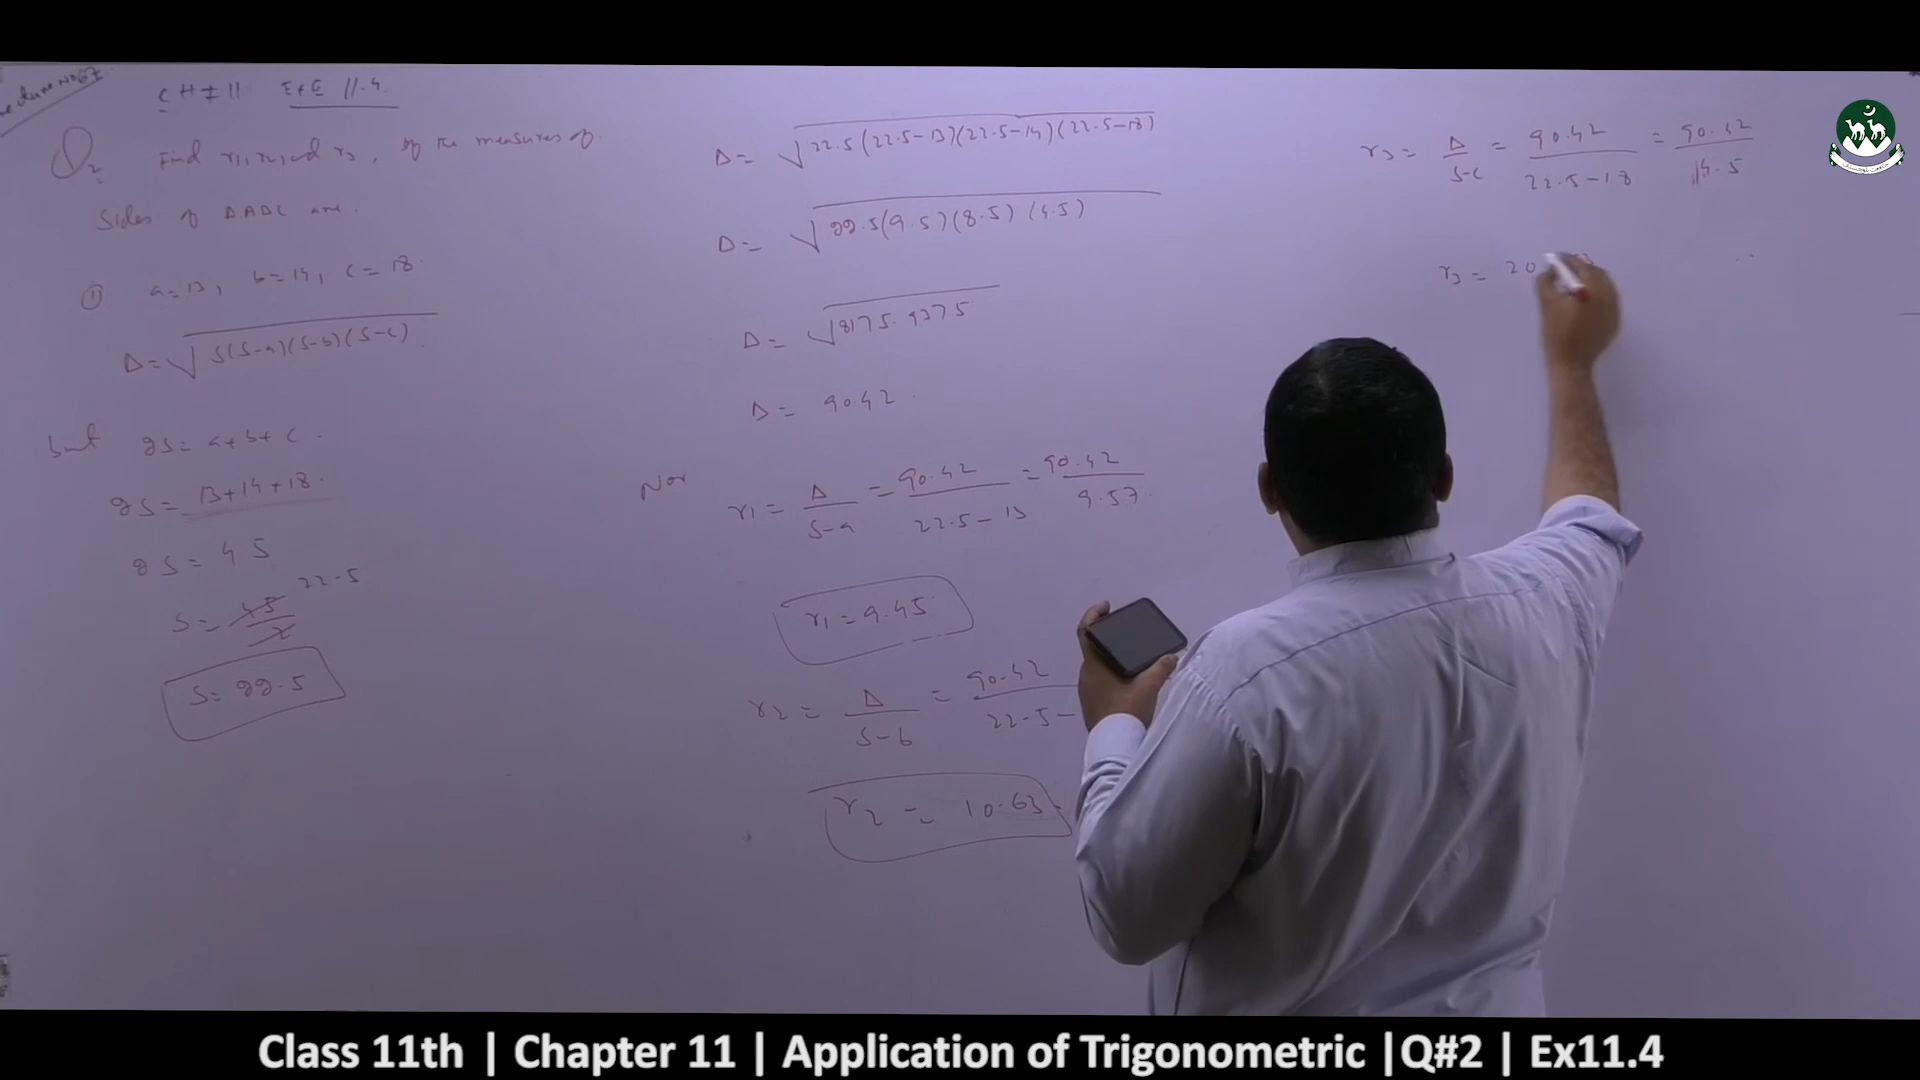 CH#11 EXE 11.4.
Q2 Find r1, r2, and r3, of the measures of
Sides of ΔABC are.
① a=13, b=14, c=18.
Δ=√S(S-a)(S-b)(S-c).
but 2S=a+b+c.
2S=13+14+18.
2S=45
S=45/2 22.5
S=22.5
Δ=√22.5(22.5-13)(22.5-14)(22.5-18)
Δ=√22.5(9.5)(8.5)(4.5)
Δ=√8175.9375
Δ=90.42.
r1=Δ/S-a=90.42/22.5-13=90.42/9.57.
r1=9.45
r2=Δ/S-b=90.42/22.5-
r2=10.63.
r3=Δ/S-c=90.42/22.5-18=90.42/4.5
r3=20
Class 11th | Chapter 11 | Application of Trigonometric |Q#2 | Ex11.4